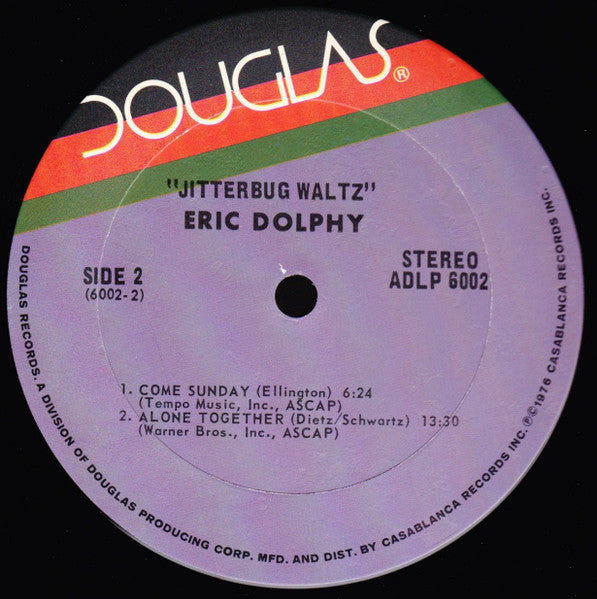 DOUGLAS®
"JITTERBUG WALTZ"
ERIC DOLPHY
SIDE 2
(6002-2)
STEREO
ADLP 6002
1. COME SUNDAY (Ellington) 6:24
(Tempo Music, Inc., ASCAP)
2. ALONE TOGETHER (Dietz/Schwartz) 13:30
(Warner Bros., Inc., ASCAP)
DOUGLAS RECORDS. A DIVISION OF DOUGLAS PRODUCING CORP. MFD. AND DIST. BY CASABLANCA RECORDS INC. ℗©1976 CASABLANCA RECORDS INC.